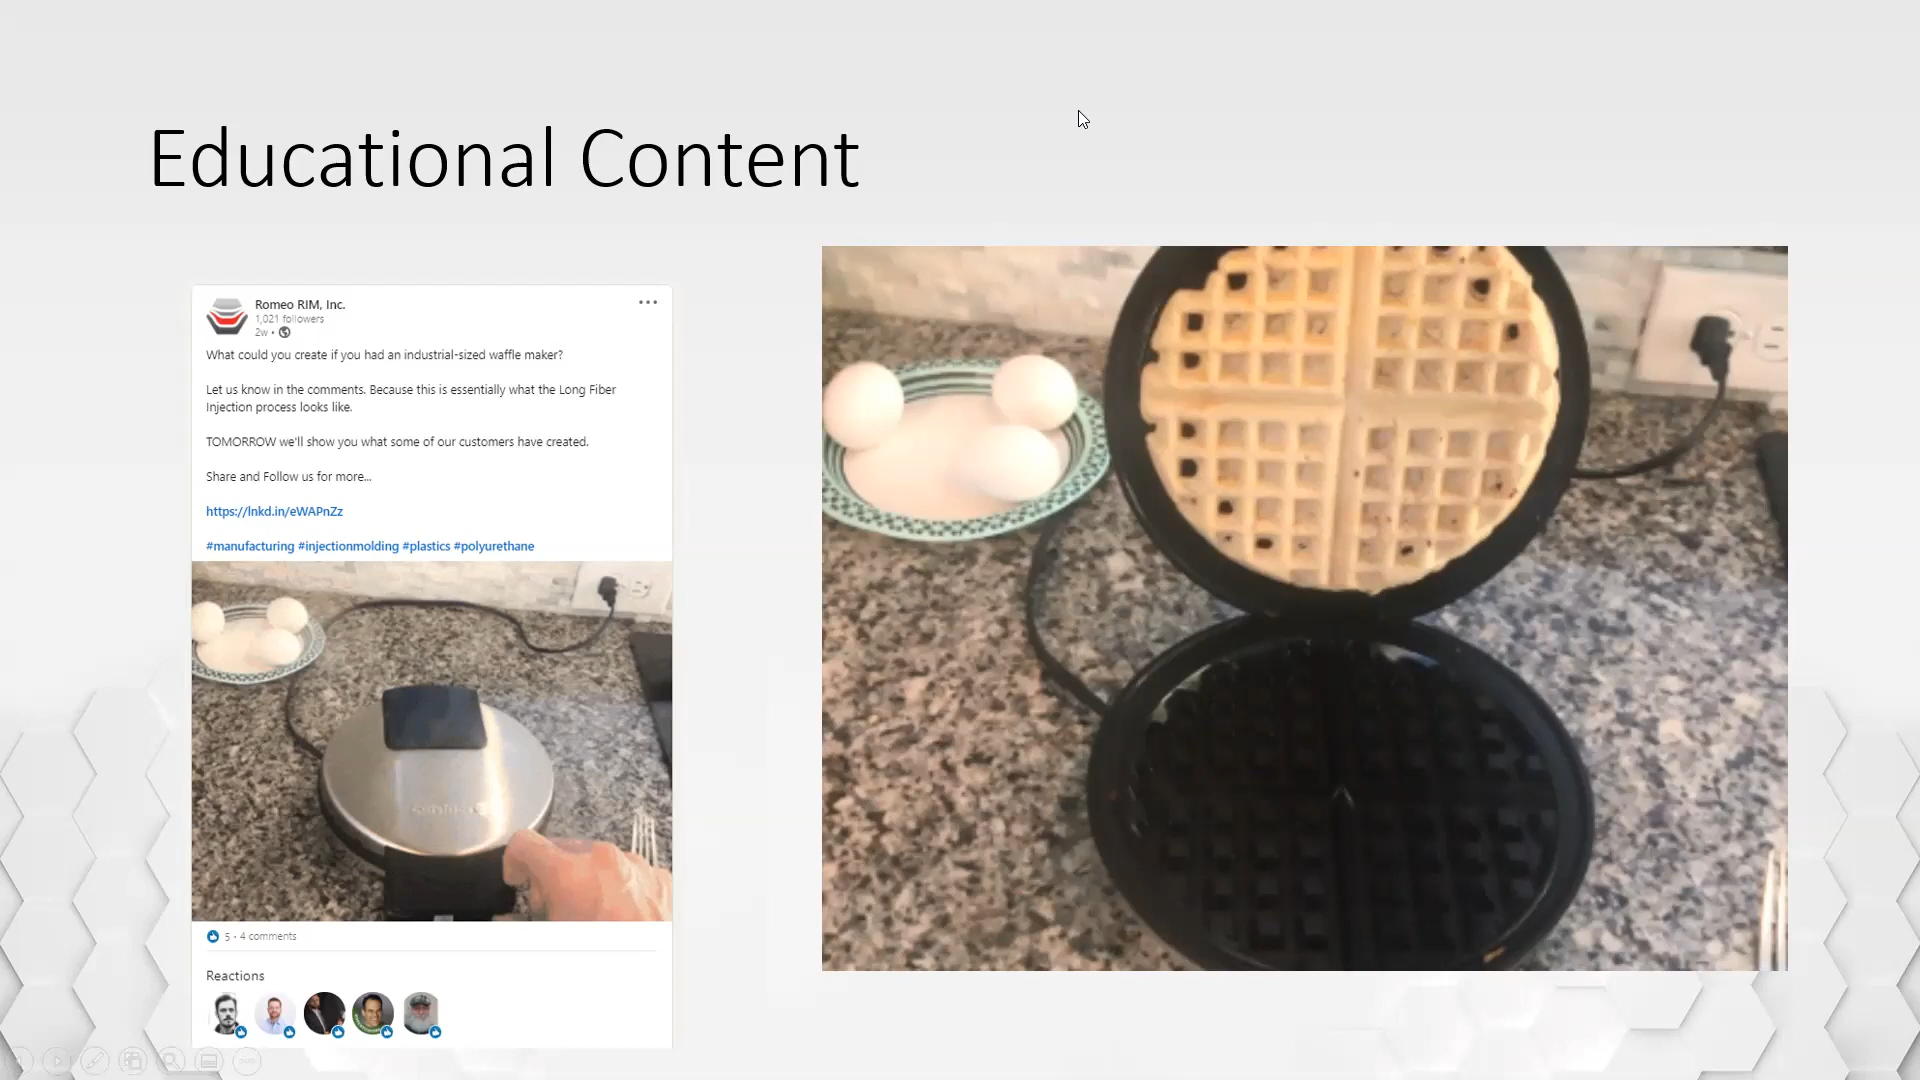 Educational Content
Romeo RIM, Inc.
1,021 followers
2w •
What could you create if you had an industrial-sized waffle maker?
Let us know in the comments. Because this is essentially what the Long Fiber
Injection process looks like.
TOMORROW we'll show you what some of our customers have created.
Share and Follow us for more...
https://lnkd.in/eWAPnZz
#manufacturing #injectionmolding #plastics #polyurethane
5 • 4 comments
Reactions